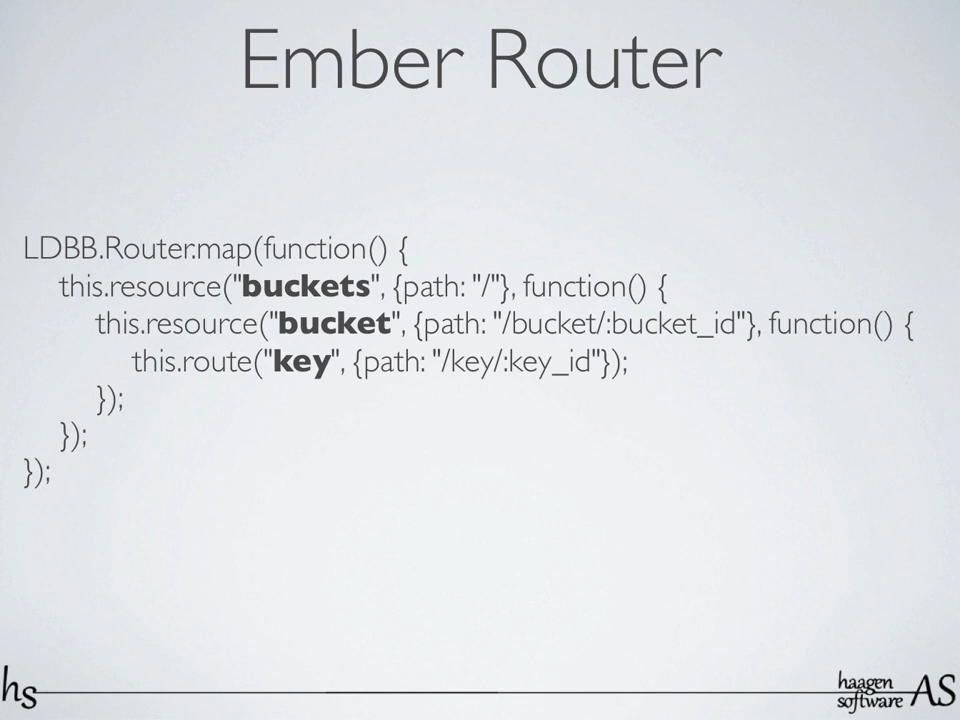 Ember Router
LDBB.Router.map(function() {
this.resource("buckets", {path: "/"}, function() {
this.resource("bucket", {path: "/bucket/:bucket_id"}, function() {
this.route("key", {path: "/key/:key_id"});
});
});
});
hs
haagen
software AS